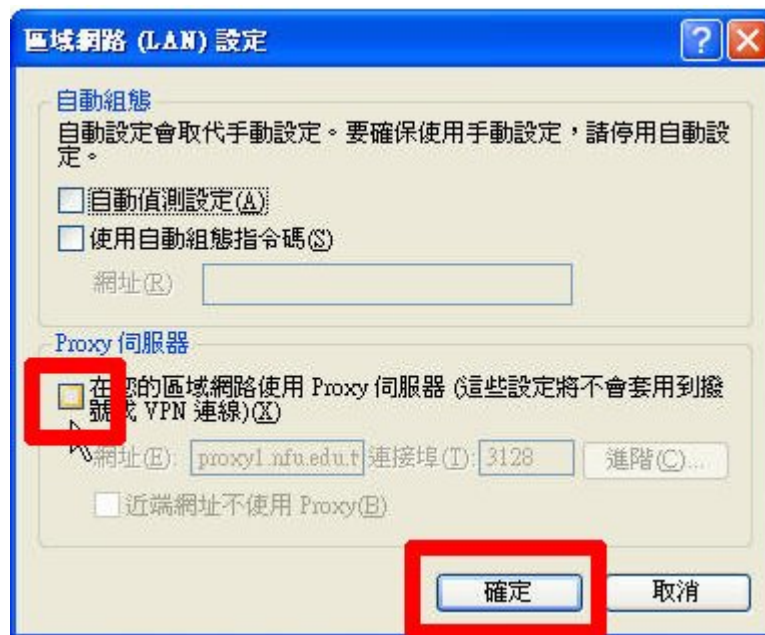 區域網路 (LAN) 設定
自動組態
自動設定會取代手動設定。要確保使用手動設定，請停用自動設
定。
自動偵測設定(A)
使用自動組態指令碼(S)
網址(R)
Proxy 伺服器
在您的區域網路使用 Proxy 伺服器 (這些設定將不會套用到撥
號或 VPN 連線)(X)
網址(E): proxy1.nfu.edu.t 連接埠(T): 3128 進階(C)...
近端網址不使用 Proxy(B)
確定 取消